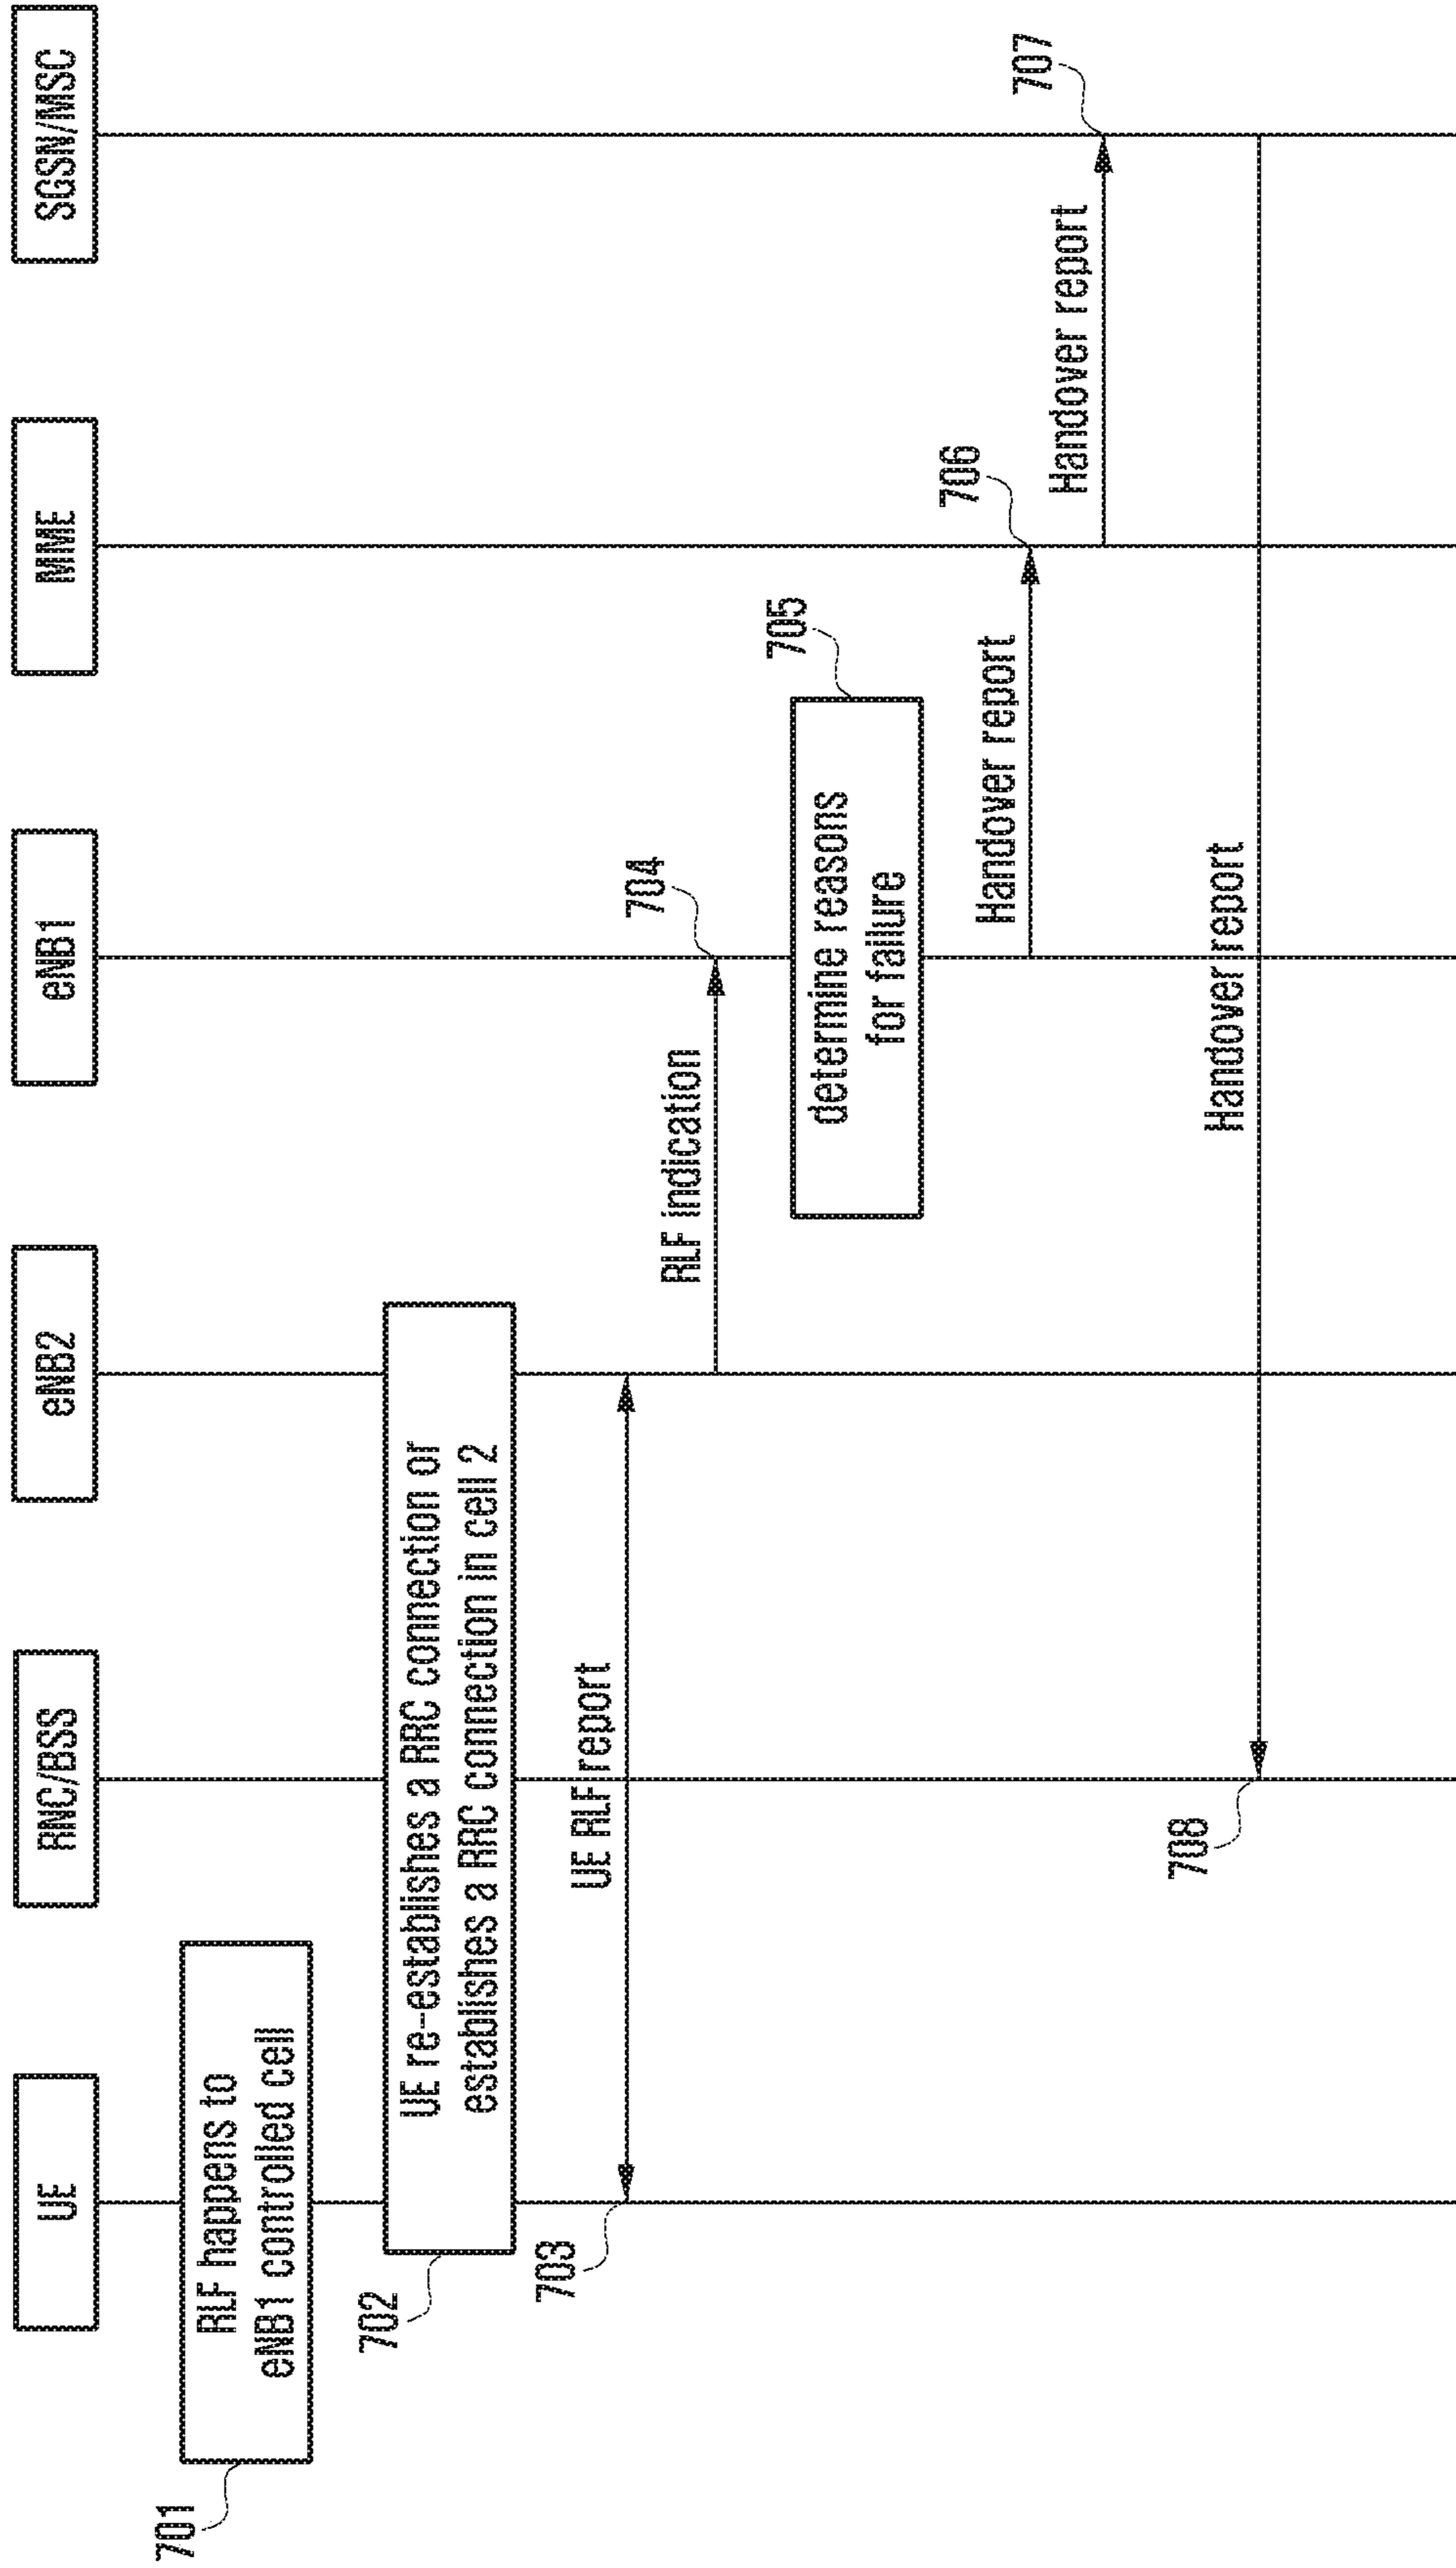 UE
RNC/BSS
eNB2
eNB1
MME
SGSN/MSC
701
RLF happens to
eNB1 controlled cell
702
UE re-establishes a RRC connection or
establishes a RRC connection in cell 2
703
UE RLF report
RLF indication
704
705
determine reasons
for failure
Handover report
706
Handover report
707
Handover report
708